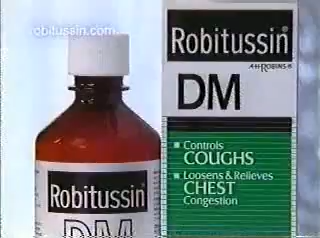 robitussin.com
Robitussin®
A·H·ROBINS
DM
Controls
COUGHS
Loosens & Relieves
CHEST
Congestion
Robitussin
DM